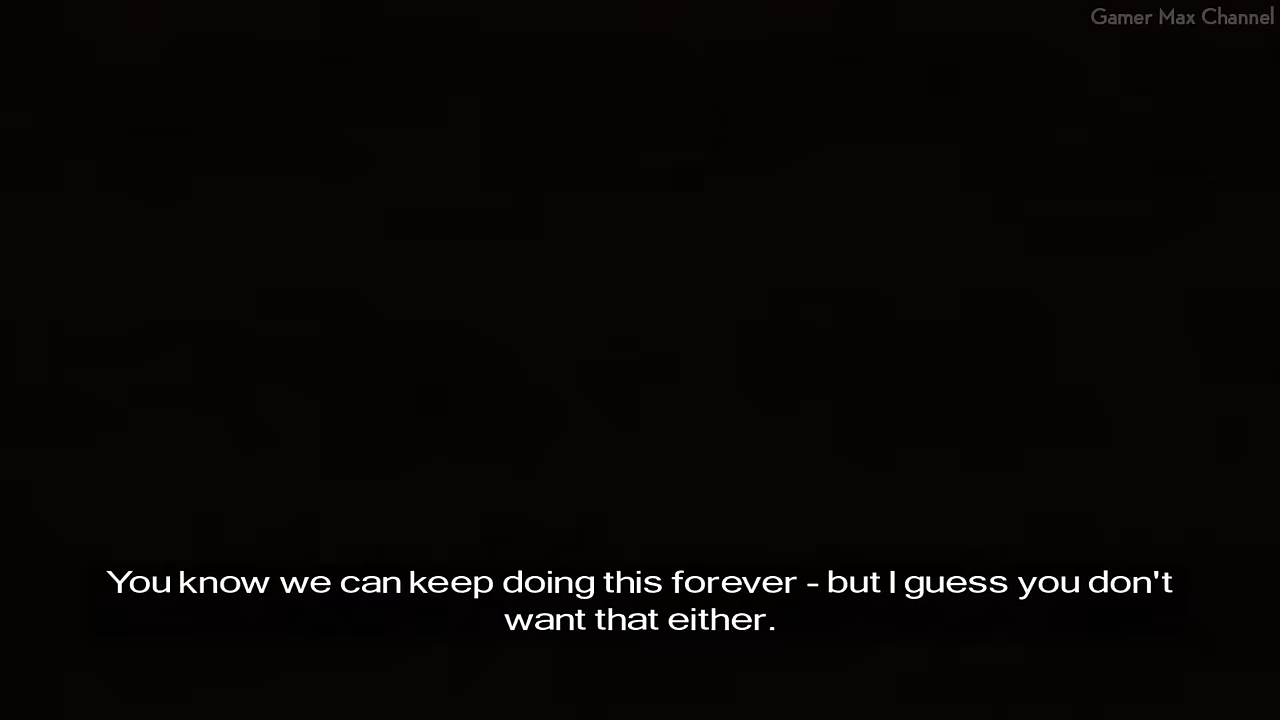 Gamer Max Channel
You know we can keep doing this forever - but I guess you don't
want that either.